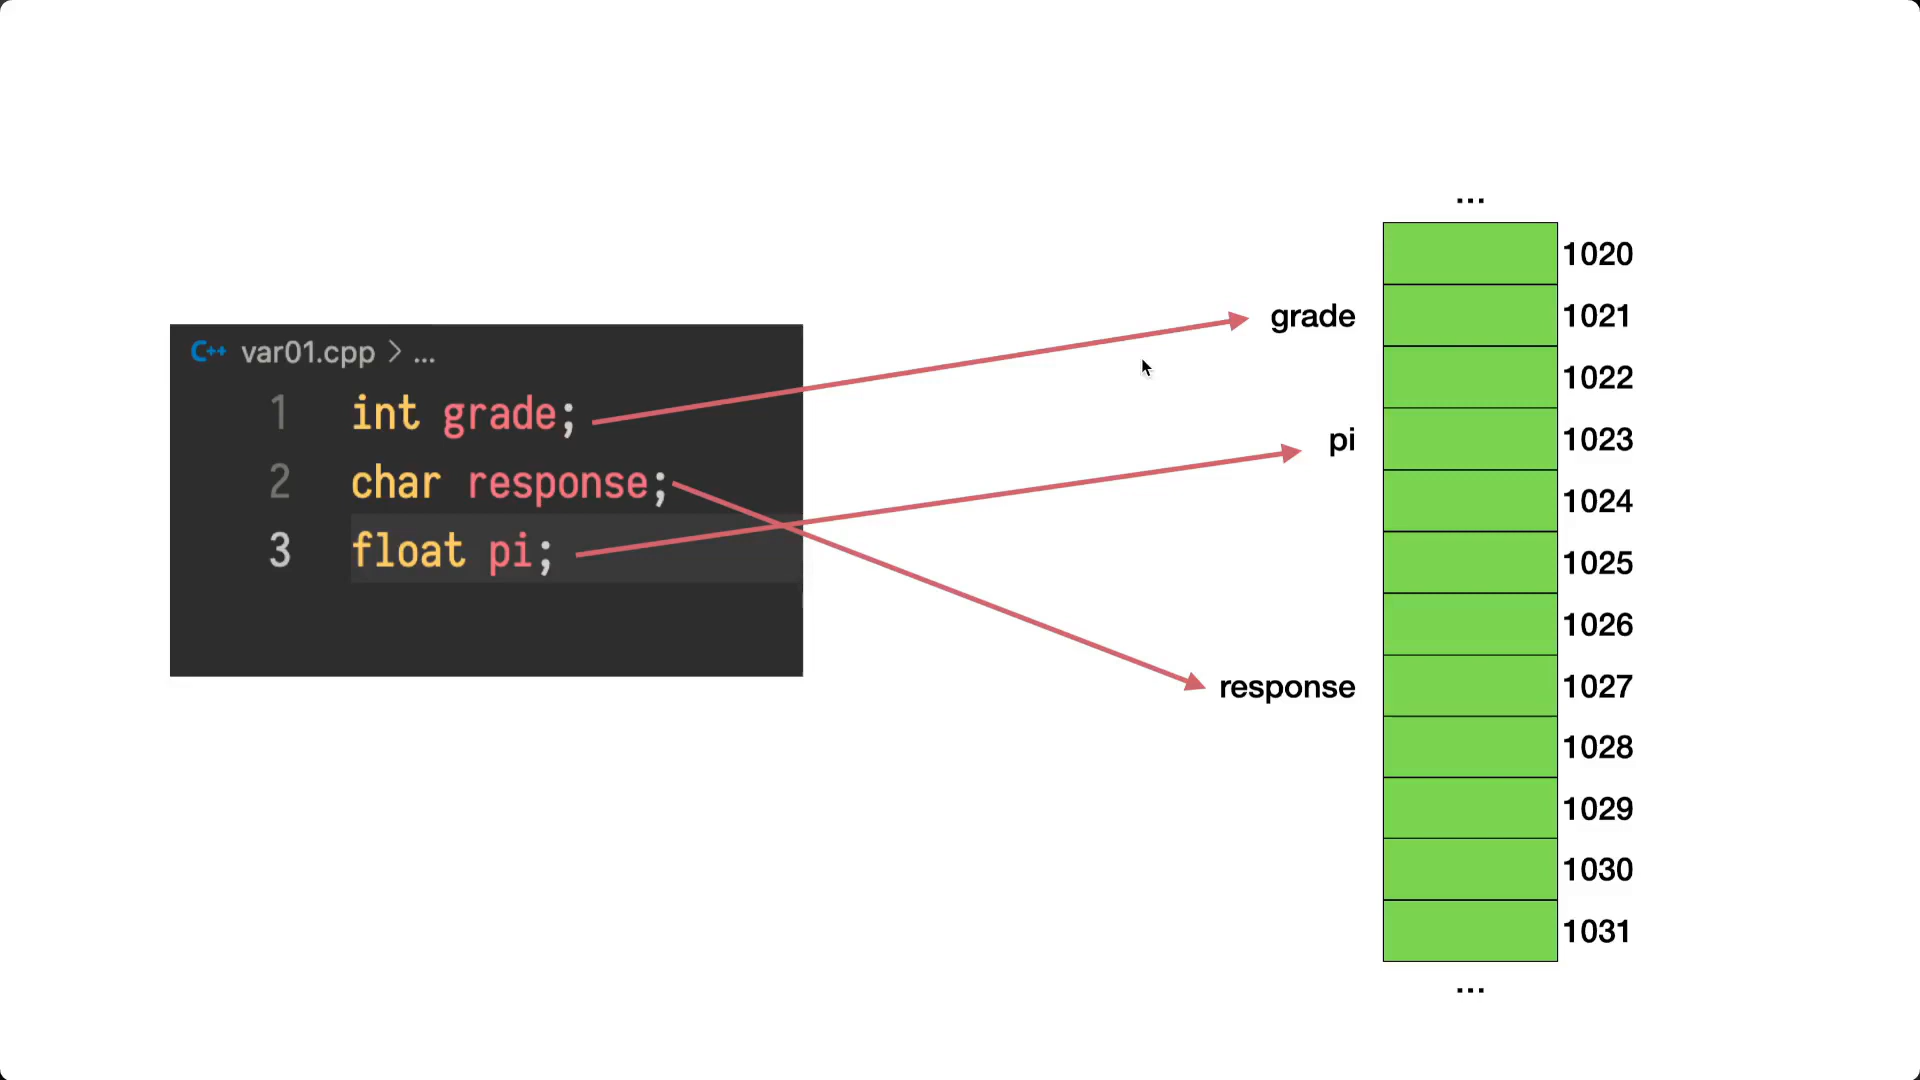 C++ var01.cpp > ...
1 int grade;
2 char response;
3 float pi;
...
1020
grade 1021
1022
pi 1023
1024
1025
1026
response 1027
1028
1029
1030
1031
...